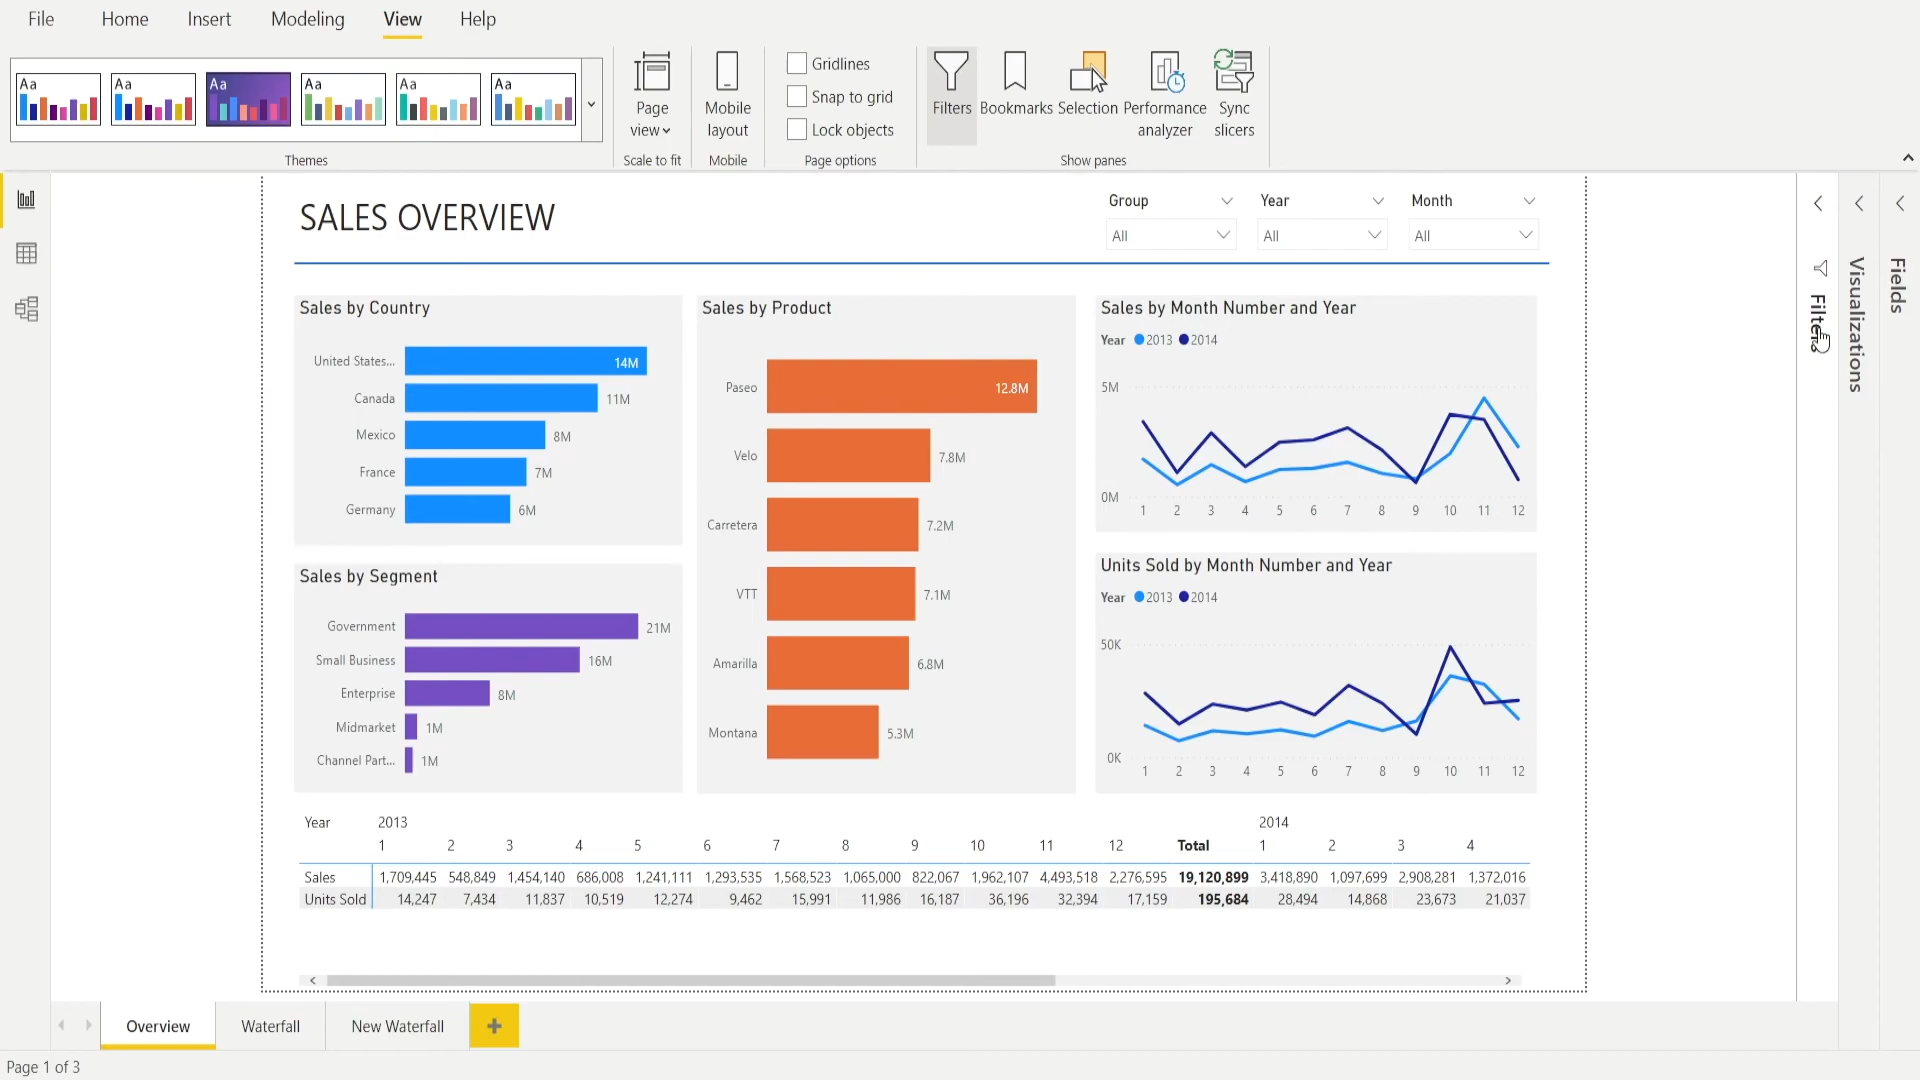 File Home Insert Modeling View Help
Aa Aa Aa Aa Aa Aa
Themes
Page view
Scale to fit
Mobile layout
Mobile
Gridlines
Snap to grid
Lock objects
Page options
Filters
Bookmarks
Selection
Performance analyzer
Sync slicers
Show panes
SALES OVERVIEW
Group Year Month
All All All
Filters
Visualizations
Fields
Sales by Country
United States... 14M
Canada 11M
Mexico 8M
France 7M
Germany 6M
Sales by Segment
Government 21M
Small Business 16M
Enterprise 8M
Midmarket 1M
Channel Part... 1M
Sales by Product
Paseo 12.8M
Velo 7.8M
Carretera 7.2M
VTT 7.1M
Amarilla 6.8M
Montana 5.3M
Sales by Month Number and Year
Year 2013 2014
5M
0M
1 2 3 4 5 6 7 8 9 10 11 12
Units Sold by Month Number and Year
Year 2013 2014
50K
0K
1 2 3 4 5 6 7 8 9 10 11 12
Year 2013 2014
1 2 3 4 5 6 7 8 9 10 11 12 Total 1 2 3 4
Sales 1,709,445 548,849 1,454,140 686,008 1,241,111 1,293,535 1,568,523 1,065,000 822,067 1,962,107 4,493,518 2,276,595 19,120,899 3,418,890 1,097,699 2,908,281 1,372,016
Units Sold 14,247 7,434 11,837 10,519 12,274 9,462 15,991 11,986 16,187 36,196 32,394 17,159 195,684 28,494 14,868 23,673 21,037
Overview Waterfall New Waterfall +
Page 1 of 3